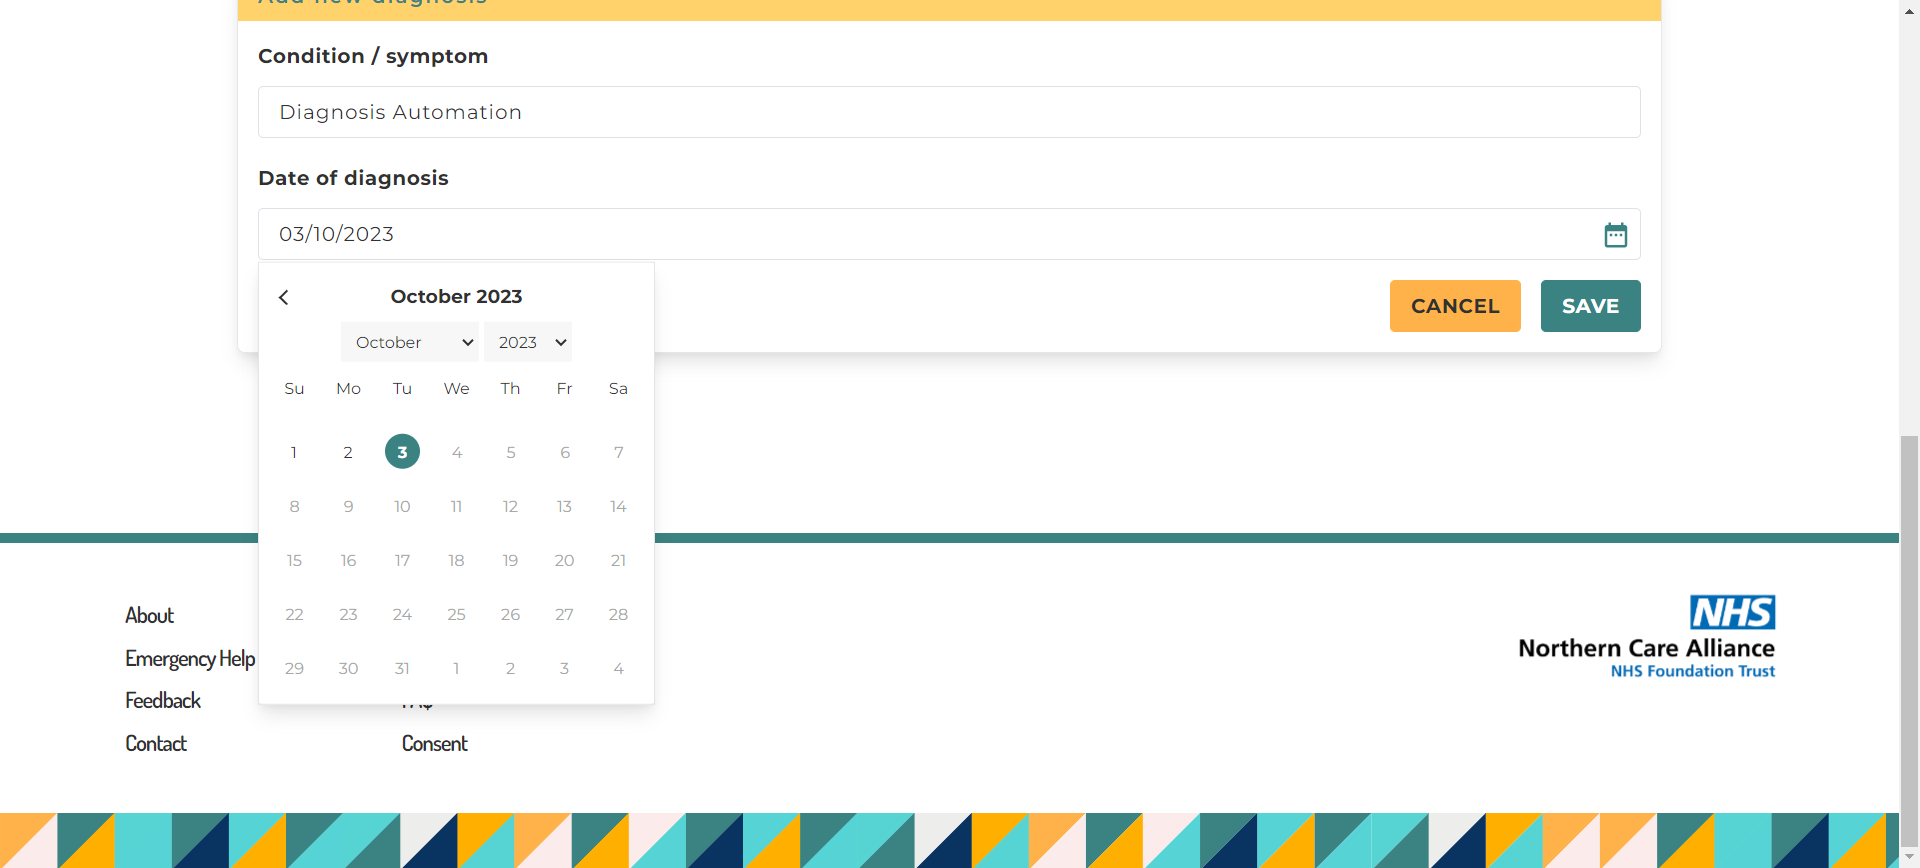 Add new diagnosis
Condition / symptom
Diagnosis Automation
Date of diagnosis
03/10/2023
October 2023
October 2023
Su Mo Tu We Th Fr Sa
1 2 3 4 5 6 7
8 9 10 11 12 13 14
15 16 17 18 19 20 21
22 23 24 25 26 27 28
29 30 31 1 2 3 4
CANCEL SAVE
About
Emergency Help
Feedback
Contact
Consent
NHS
Northern Care Alliance
NHS Foundation Trust